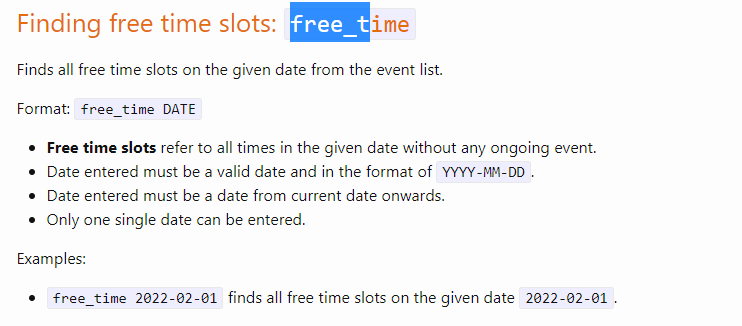 Finding free time slots: free_time
Finds all free time slots on the given date from the event list.
Format: free_time DATE
Free time slots refer to all times in the given date without any ongoing event.
Date entered must be a valid date and in the format of YYYY-MM-DD.
Date entered must be a date from current date onwards.
Only one single date can be entered.
Examples:
free_time 2022-02-01 finds all free time slots on the given date 2022-02-01.